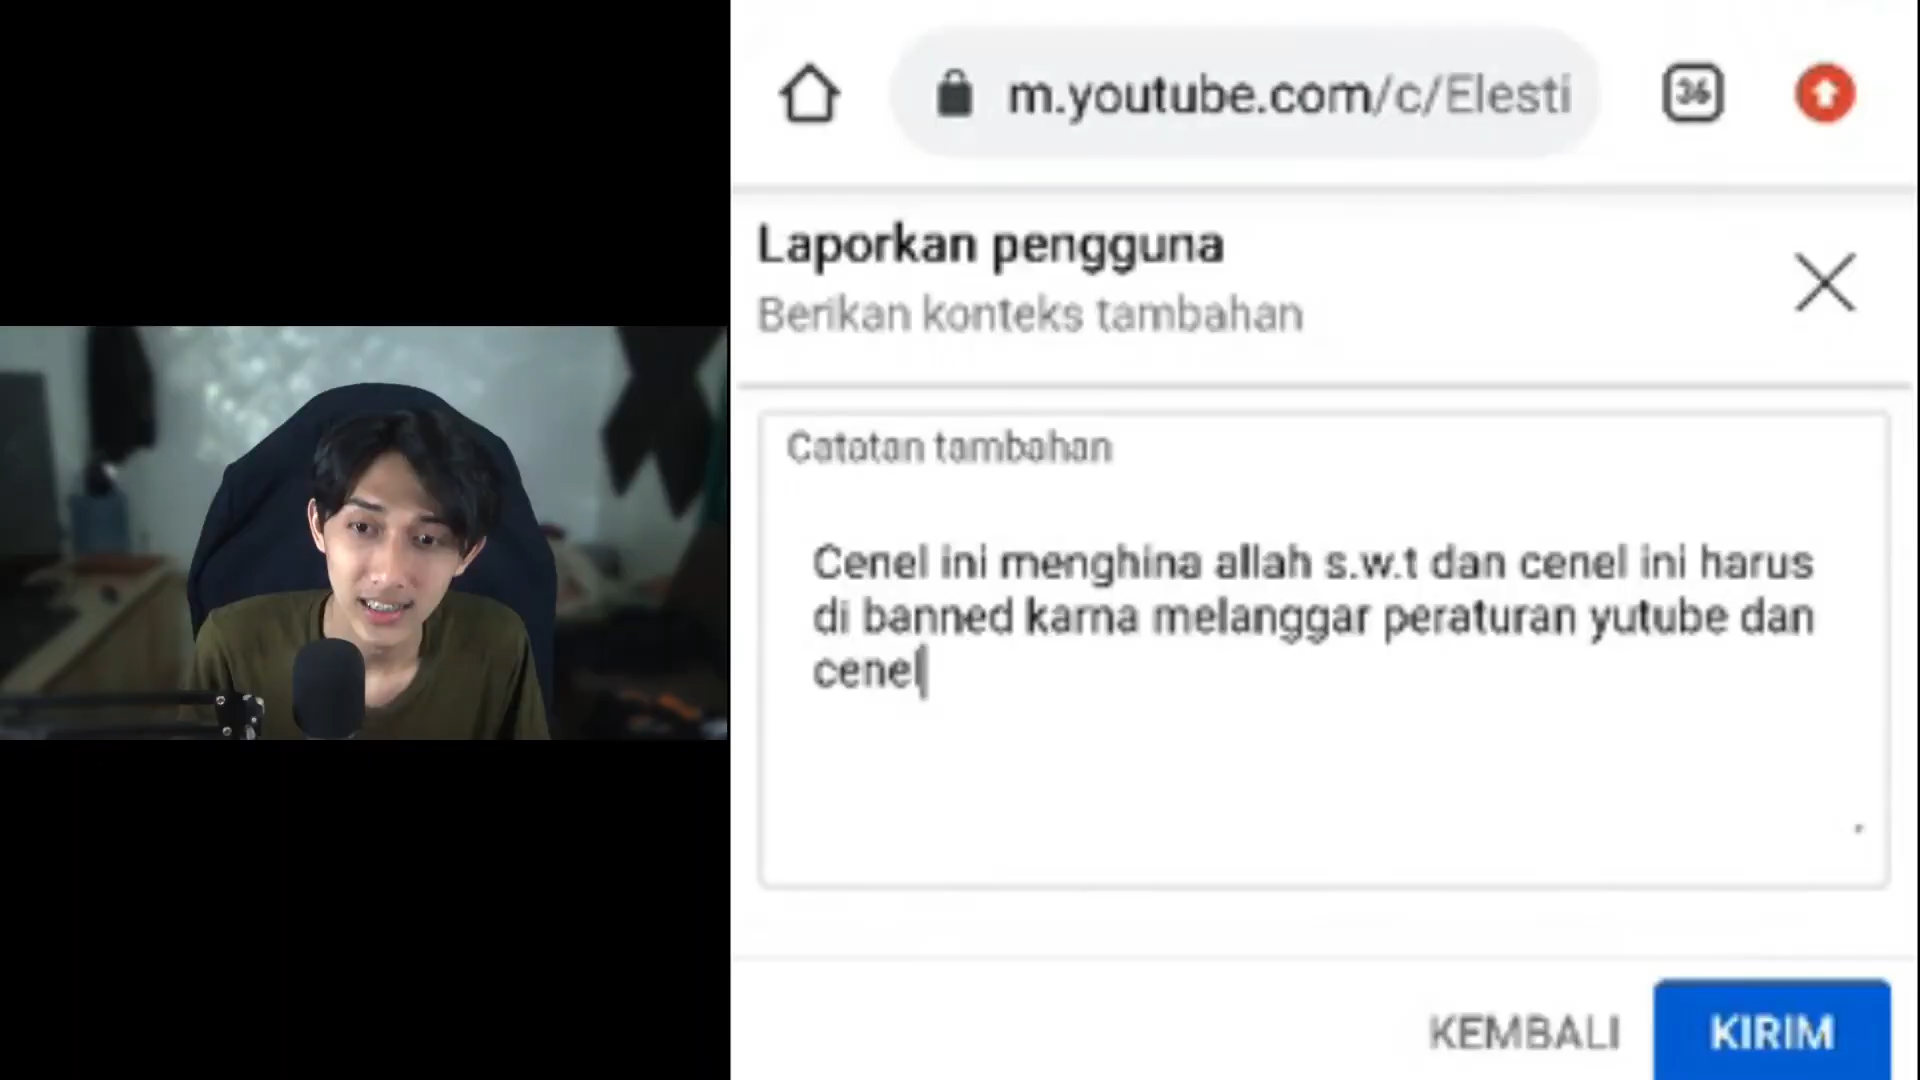 m.youtube.com/c/Elesti
36
Laporkan pengguna
Berikan konteks tambahan
Catatan tambahan
Cenel ini menghina allah s.w.t dan cenel ini harus
di banned karna melanggar peraturan yutube dan
cenel
KEMBALI
KIRIM